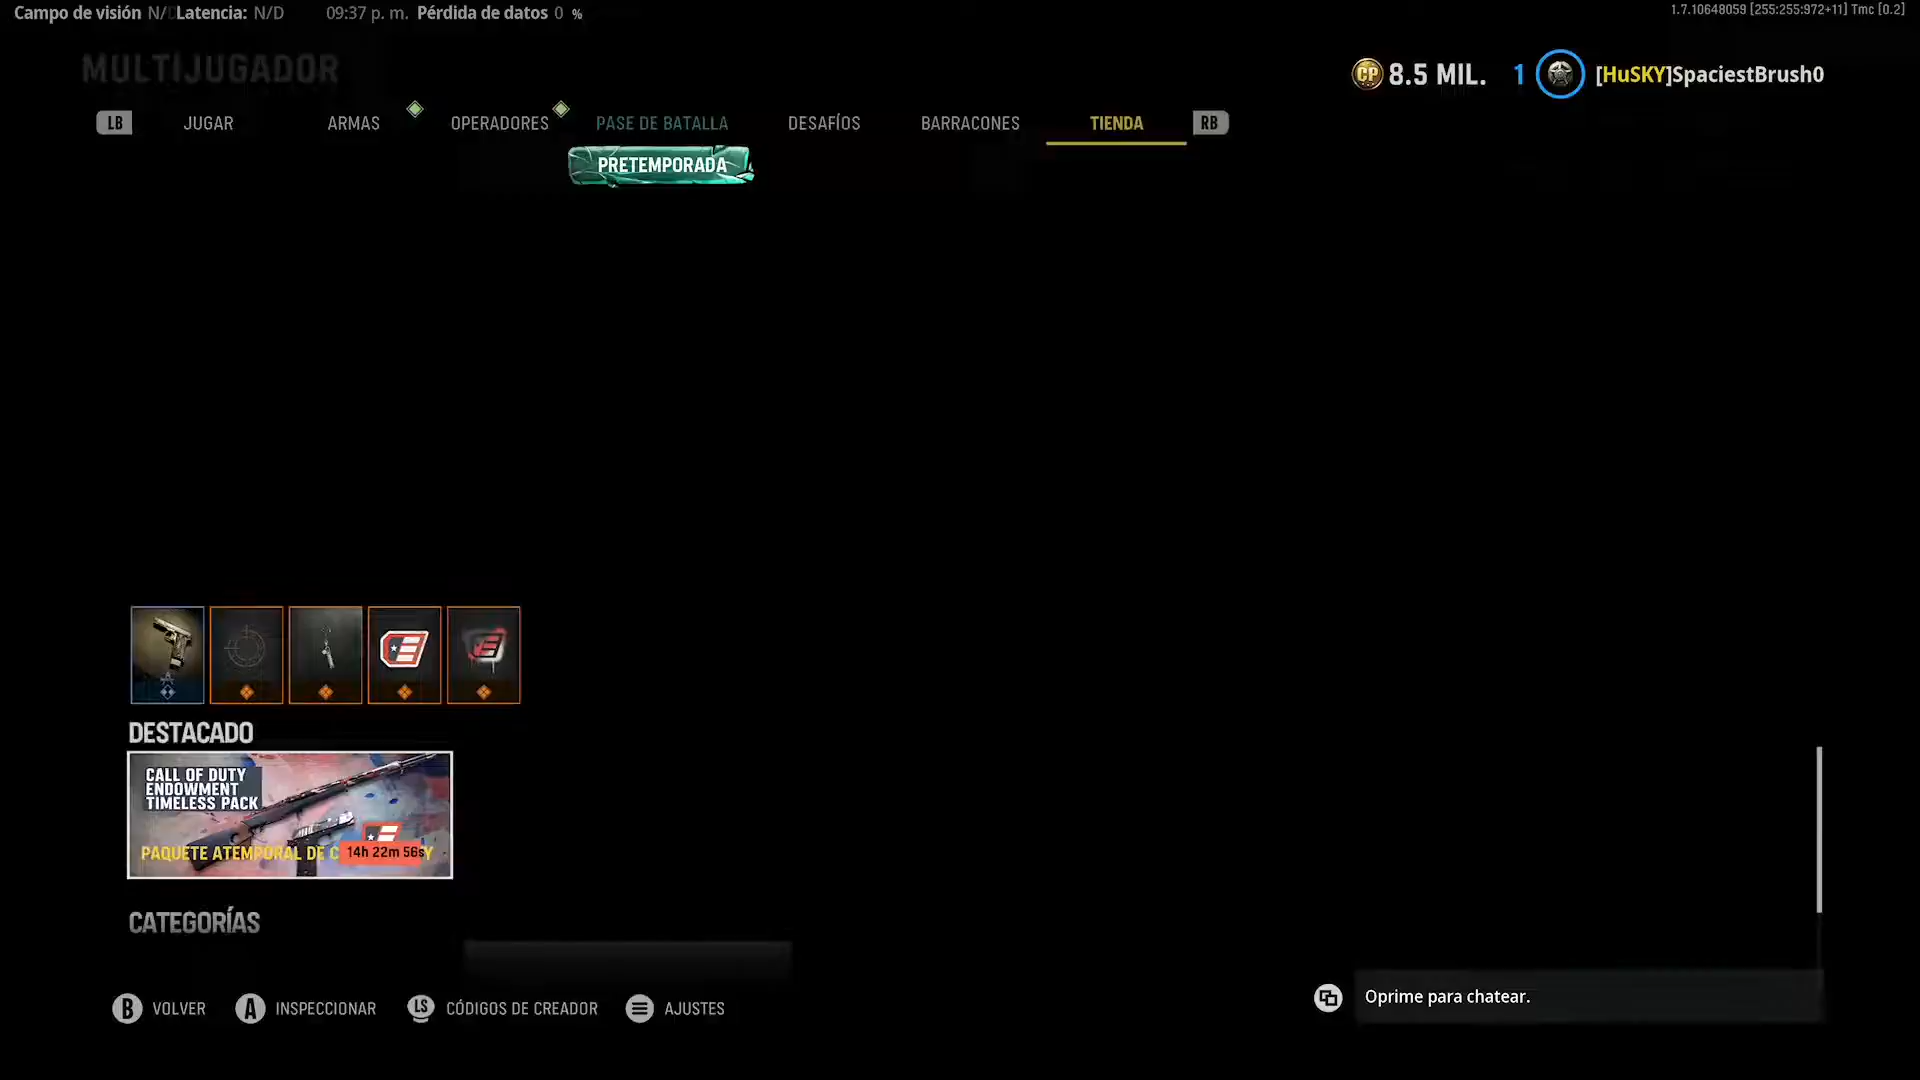 Campo de visión N/ Latencia: N/D 09:37 p. m. Pérdida de datos 0 %
1.7.10648059 [255:255:972+11] Tmc [0.2]
MULTIJUGADOR
CP 8.5 MIL. 1 [HuSKY]SpaciestBrush0
LB JUGAR ARMAS OPERADORES PASE DE BATALLA DESAFÍOS BARRACONES TIENDA RB
PRETEMPORADA
DESTACADO
CALL OF DUTY
ENDOWMENT
TIMELESS PACK
PAQUETE ATEMPORAL DE C 14h 22m 56s Y
CATEGORÍAS
B VOLVER A INSPECCIONAR LS CÓDIGOS DE CREADOR AJUSTES
Oprime para chatear.